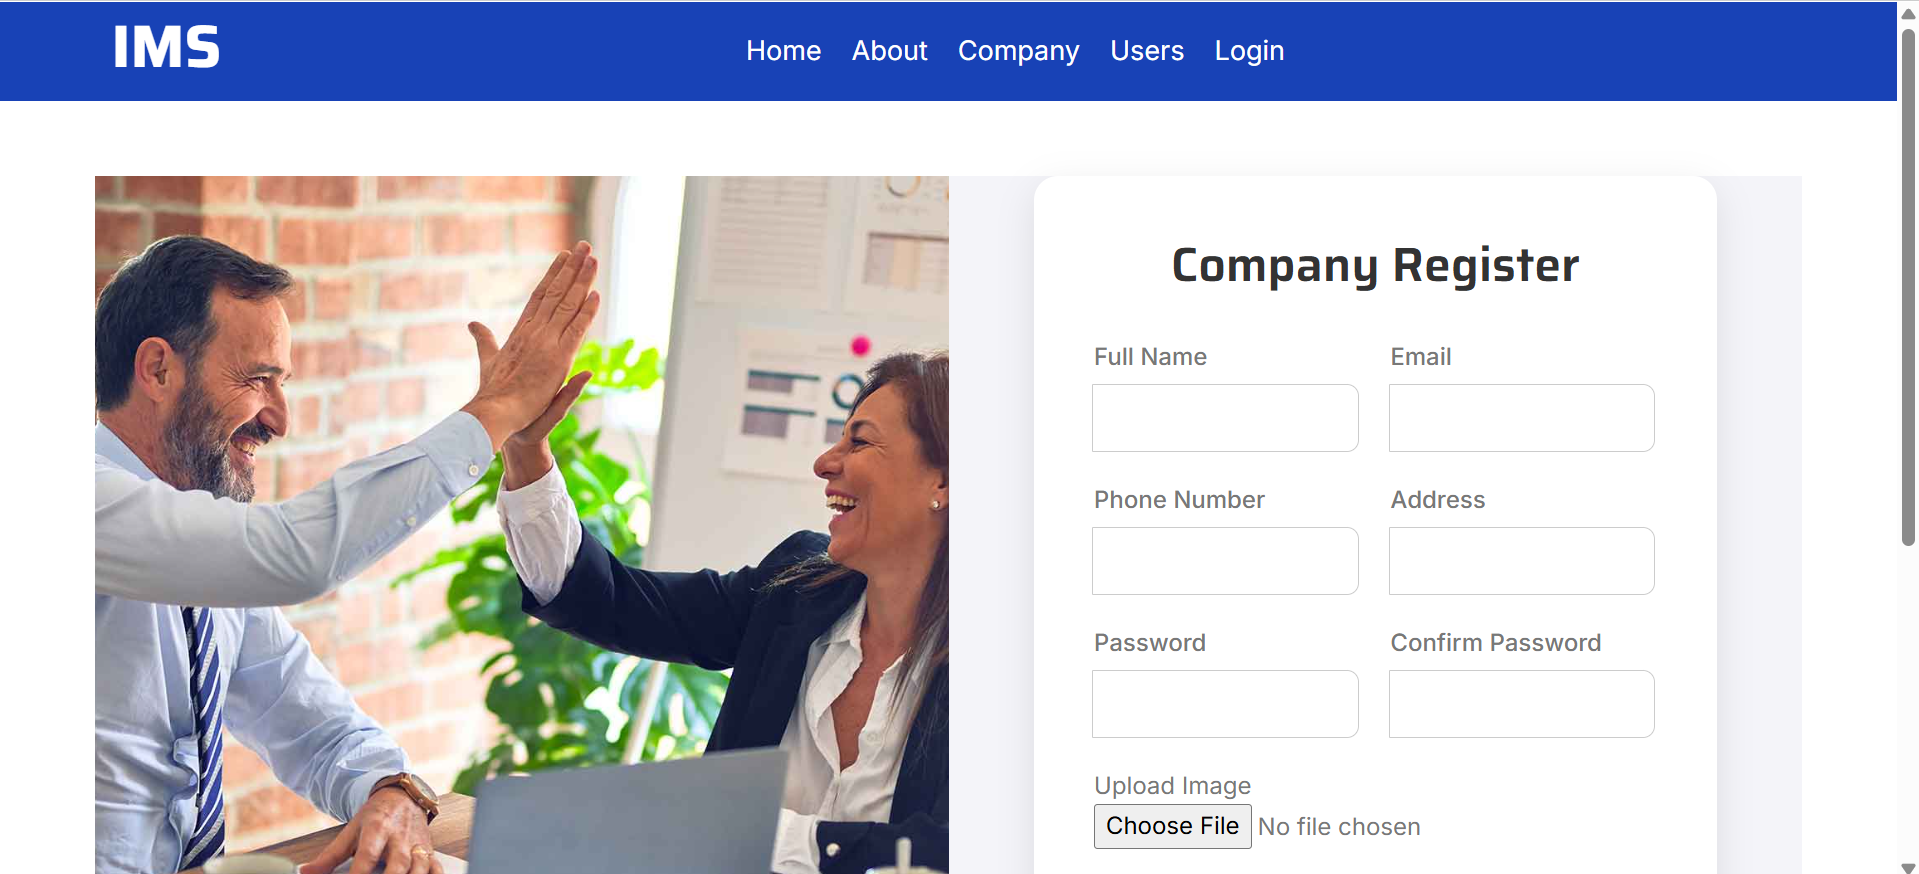 IMS
Home About Company Users Login
Company Register
Full Name Email
Phone Number Address
Password Confirm Password
Upload Image
Choose File No file chosen